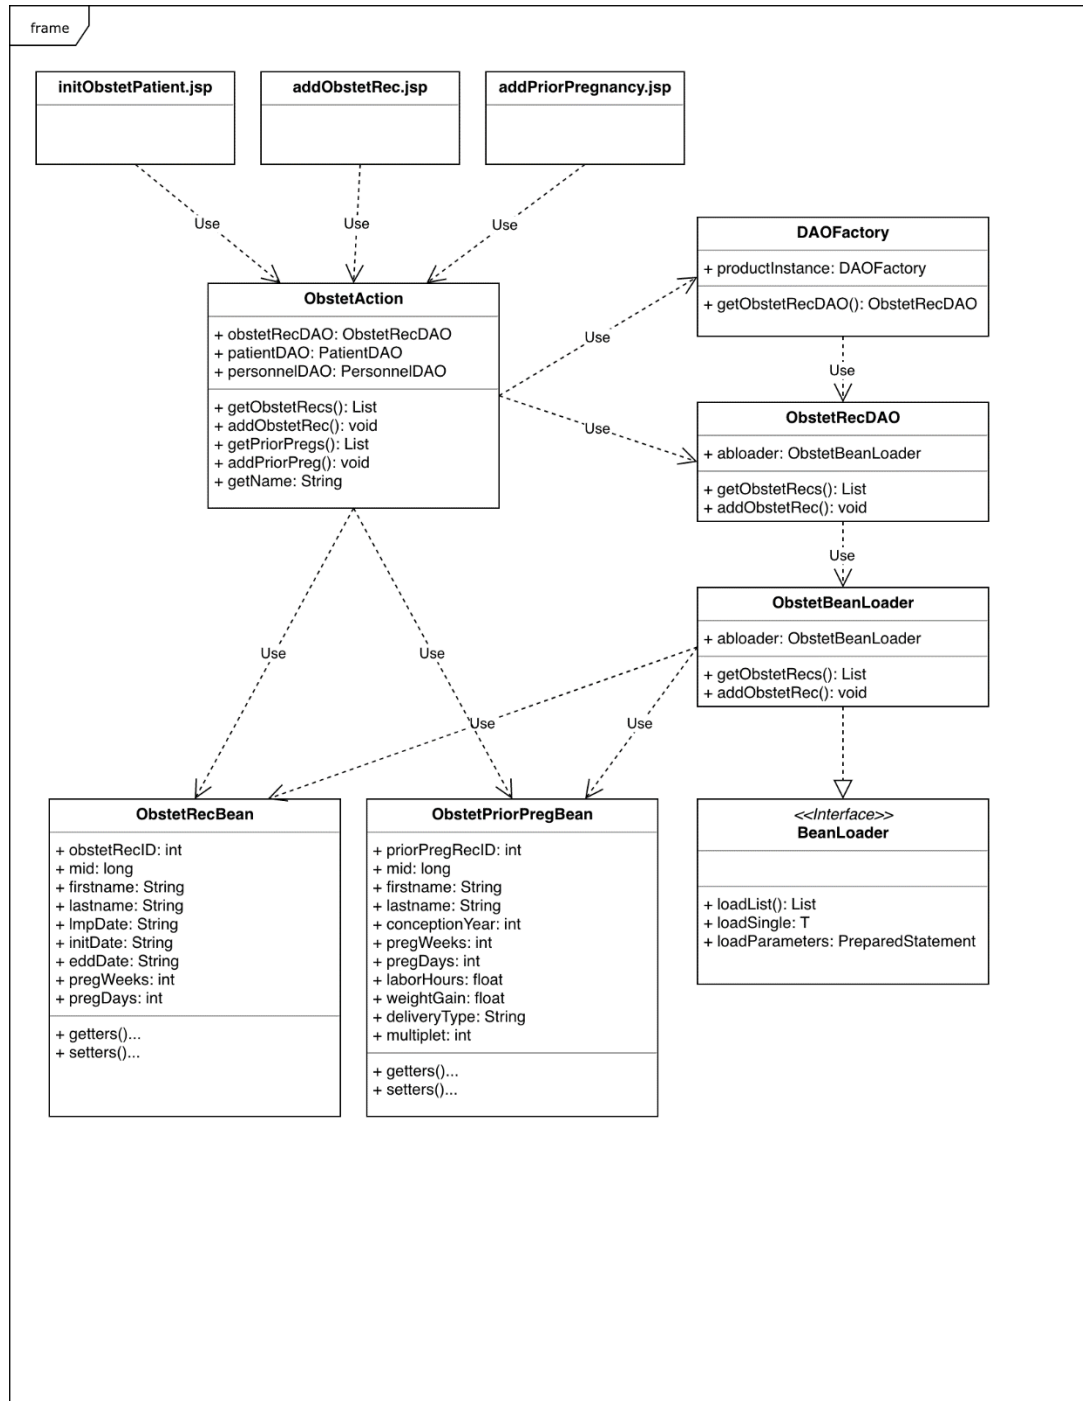 frame
initObstetPatient.jsp
addObstetRec.jsp
addPriorPregnancy.jsp
Use
Use
Use
DAOFactory
+ productInstance: DAOFactory
+ getObstetRecDAO(): ObstetRecDAO
ObstetAction
+ obstetRecDAO: ObstetRecDAO
+ patientDAO: PatientDAO
+ personnelDAO: PersonnelDAO
+ getObstetRecs(): List
+ addObstetRec(): void
+ getPriorPregs(): List
+ addPriorPreg(): void
+ getName: String
Use
Use
Use
ObstetRecDAO
+ abloader: ObstetBeanLoader
+ getObstetRecs(): List
+ addObstetRec(): void
Use
ObstetBeanLoader
+ abloader: ObstetBeanLoader
+ getObstetRecs(): List
+ addObstetRec(): void
Use
Use
Use
Use
ObstetRecBean
+ obstetRecID: int
+ mid: long
+ firstname: String
+ lastname: String
+ lmpDate: String
+ initDate: String
+ eddDate: String
+ pregWeeks: int
+ pregDays: int
+ getters()...
+ setters()...
ObstetPriorPregBean
+ priorPregRecID: int
+ mid: long
+ firstname: String
+ lastname: String
+ conceptionYear: int
+ pregWeeks: int
+ pregDays: int
+ laborHours: float
+ weightGain: float
+ deliveryType: String
+ multiplet: int
+ getters()...
+ setters()...
<<Interface>>
BeanLoader
+ loadList(): List
+ loadSingle: T
+ loadParameters: PreparedStatement